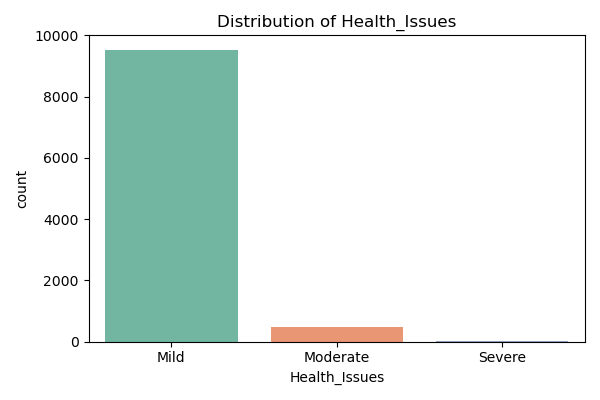 Distribution of Health_Issues
10000
8000
6000
4000
2000
0
count
Mild Moderate Severe
Health_Issues